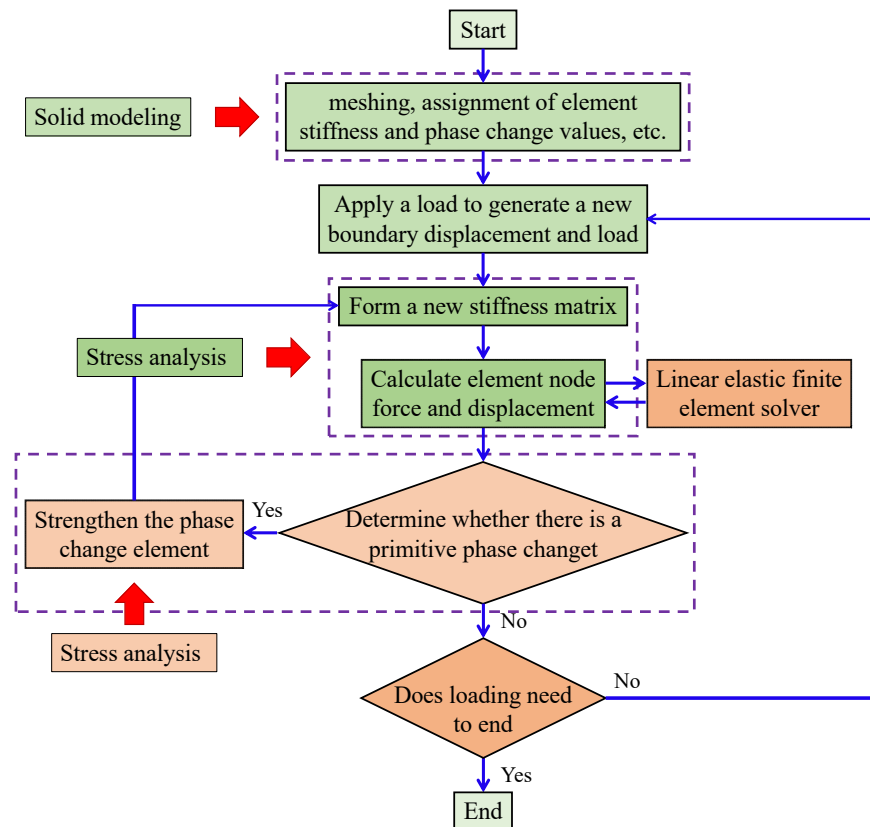 Start
Solid modeling
meshing, assignment of element
stiffness and phase change values, etc.
Apply a load to generate a new
boundary displacement and load
Form a new stiffness matrix
Stress analysis
Calculate element node
force and displacement
Linear elastic finite
element solver
Yes
Strengthen the phase
change element
Determine whether there is a
primitive phase changet
Stress analysis
No
Does loading need
to end
No
Yes
End